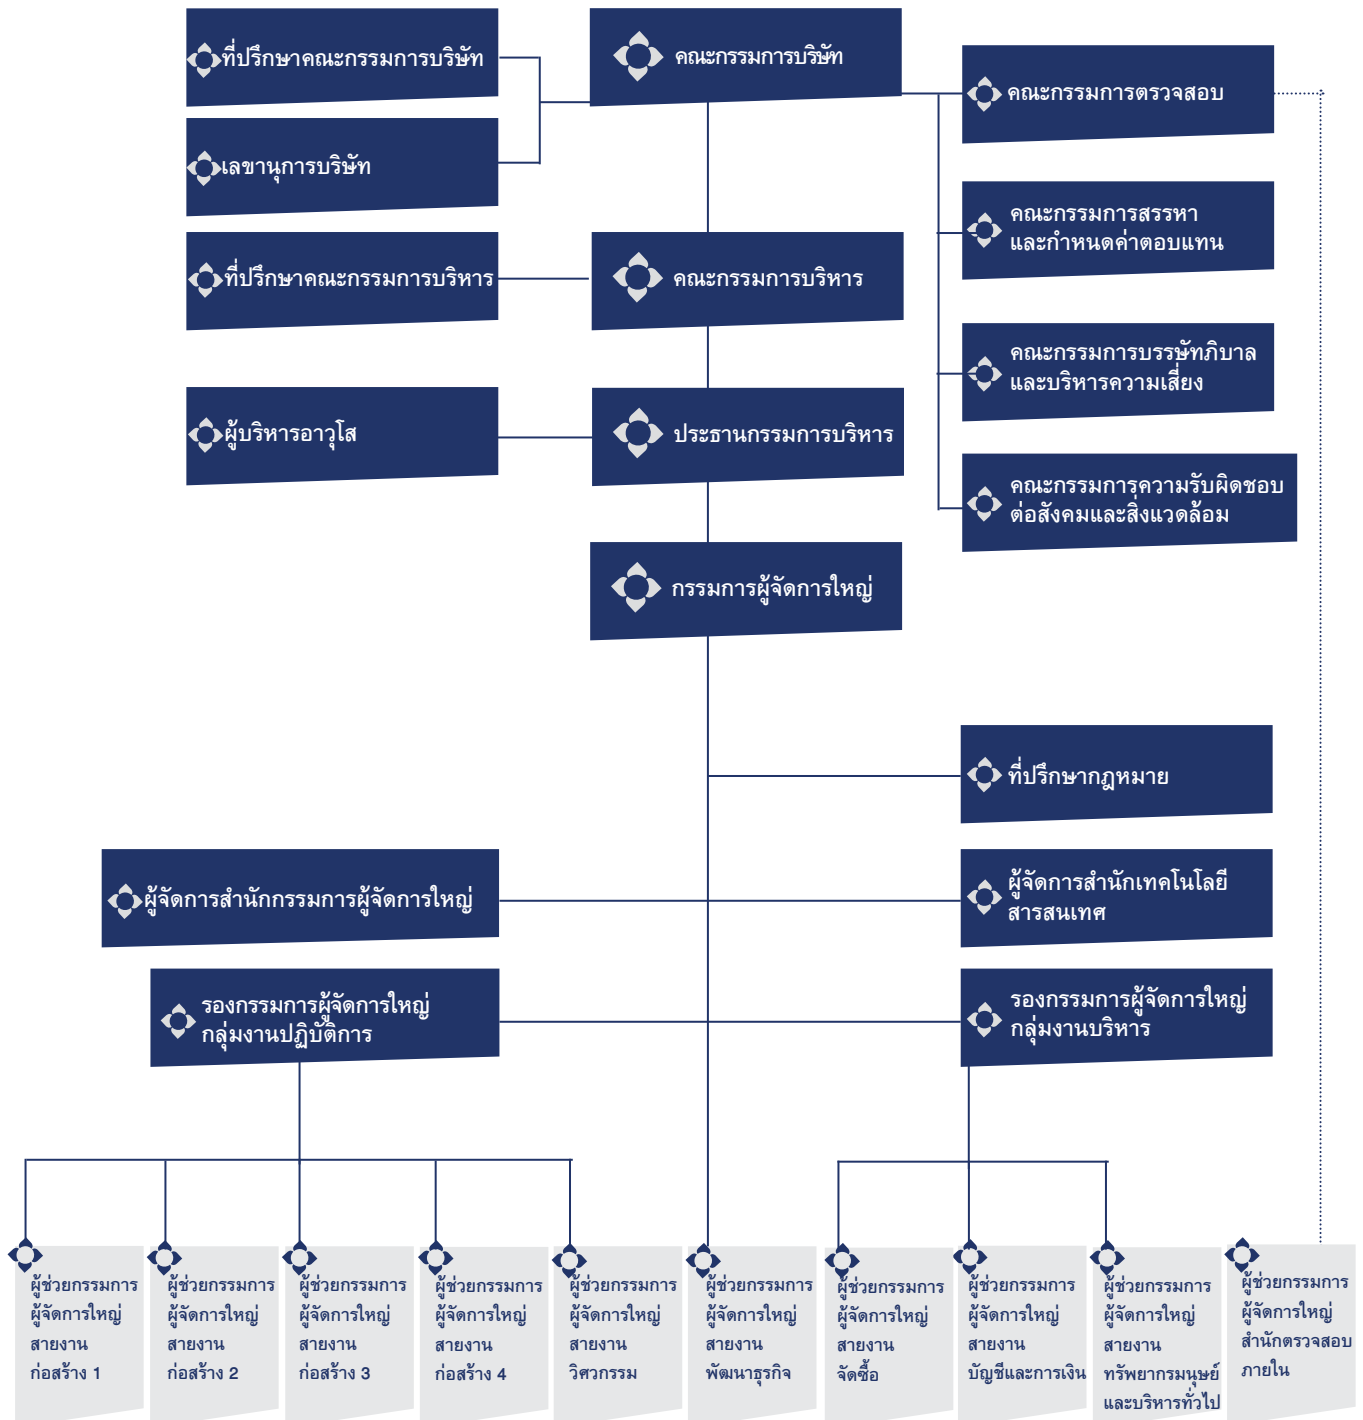 ที่ปรึกษาคณะกรรมการบริษัท
คณะกรรมการบริษัท
คณะกรรมการตรวจสอบ
เลขานุการบริษัท
คณะกรรมการสรรหา
และกำหนดค่าตอบแทน
ที่ปรึกษาคณะกรรมการบริหาร
คณะกรรมการบริหาร
คณะกรรมการบรรษัทภิบาล
และบริหารความเสี่ยง
ผู้บริหารอาวุโส
ประธานกรรมการบริหาร
คณะกรรมการความรับผิดชอบ
ต่อสังคมและสิ่งแวดล้อม
กรรมการผู้จัดการใหญ่
ที่ปรึกษากฎหมาย
ผู้จัดการสำนักกรรมการผู้จัดการใหญ่
ผู้จัดการสำนักเทคโนโลยี
สารสนเทศ
รองกรรมการผู้จัดการใหญ่
กลุ่มงานปฏิบัติการ
รองกรรมการผู้จัดการใหญ่
กลุ่มงานบริหาร
ผู้ช่วยกรรมการ
ผู้จัดการใหญ่
สายงาน
ก่อสร้าง 1
ผู้ช่วยกรรมการ
ผู้จัดการใหญ่
สายงาน
ก่อสร้าง 2
ผู้ช่วยกรรมการ
ผู้จัดการใหญ่
สายงาน
ก่อสร้าง 3
ผู้ช่วยกรรมการ
ผู้จัดการใหญ่
สายงาน
ก่อสร้าง 4
ผู้ช่วยกรรมการ
ผู้จัดการใหญ่
สายงาน
วิศวกรรม
ผู้ช่วยกรรมการ
ผู้จัดการใหญ่
สายงาน
พัฒนาธุรกิจ
ผู้ช่วยกรรมการ
ผู้จัดการใหญ่
สายงาน
จัดซื้อ
ผู้ช่วยกรรมการ
ผู้จัดการใหญ่
สายงาน
บัญชีและการเงิน
ผู้ช่วยกรรมการ
ผู้จัดการใหญ่
สายงาน
ทรัพยากรมนุษย์
และบริหารทั่วไป
ผู้ช่วยกรรมการ
ผู้จัดการใหญ่
สำนักตรวจสอบ
ภายใน